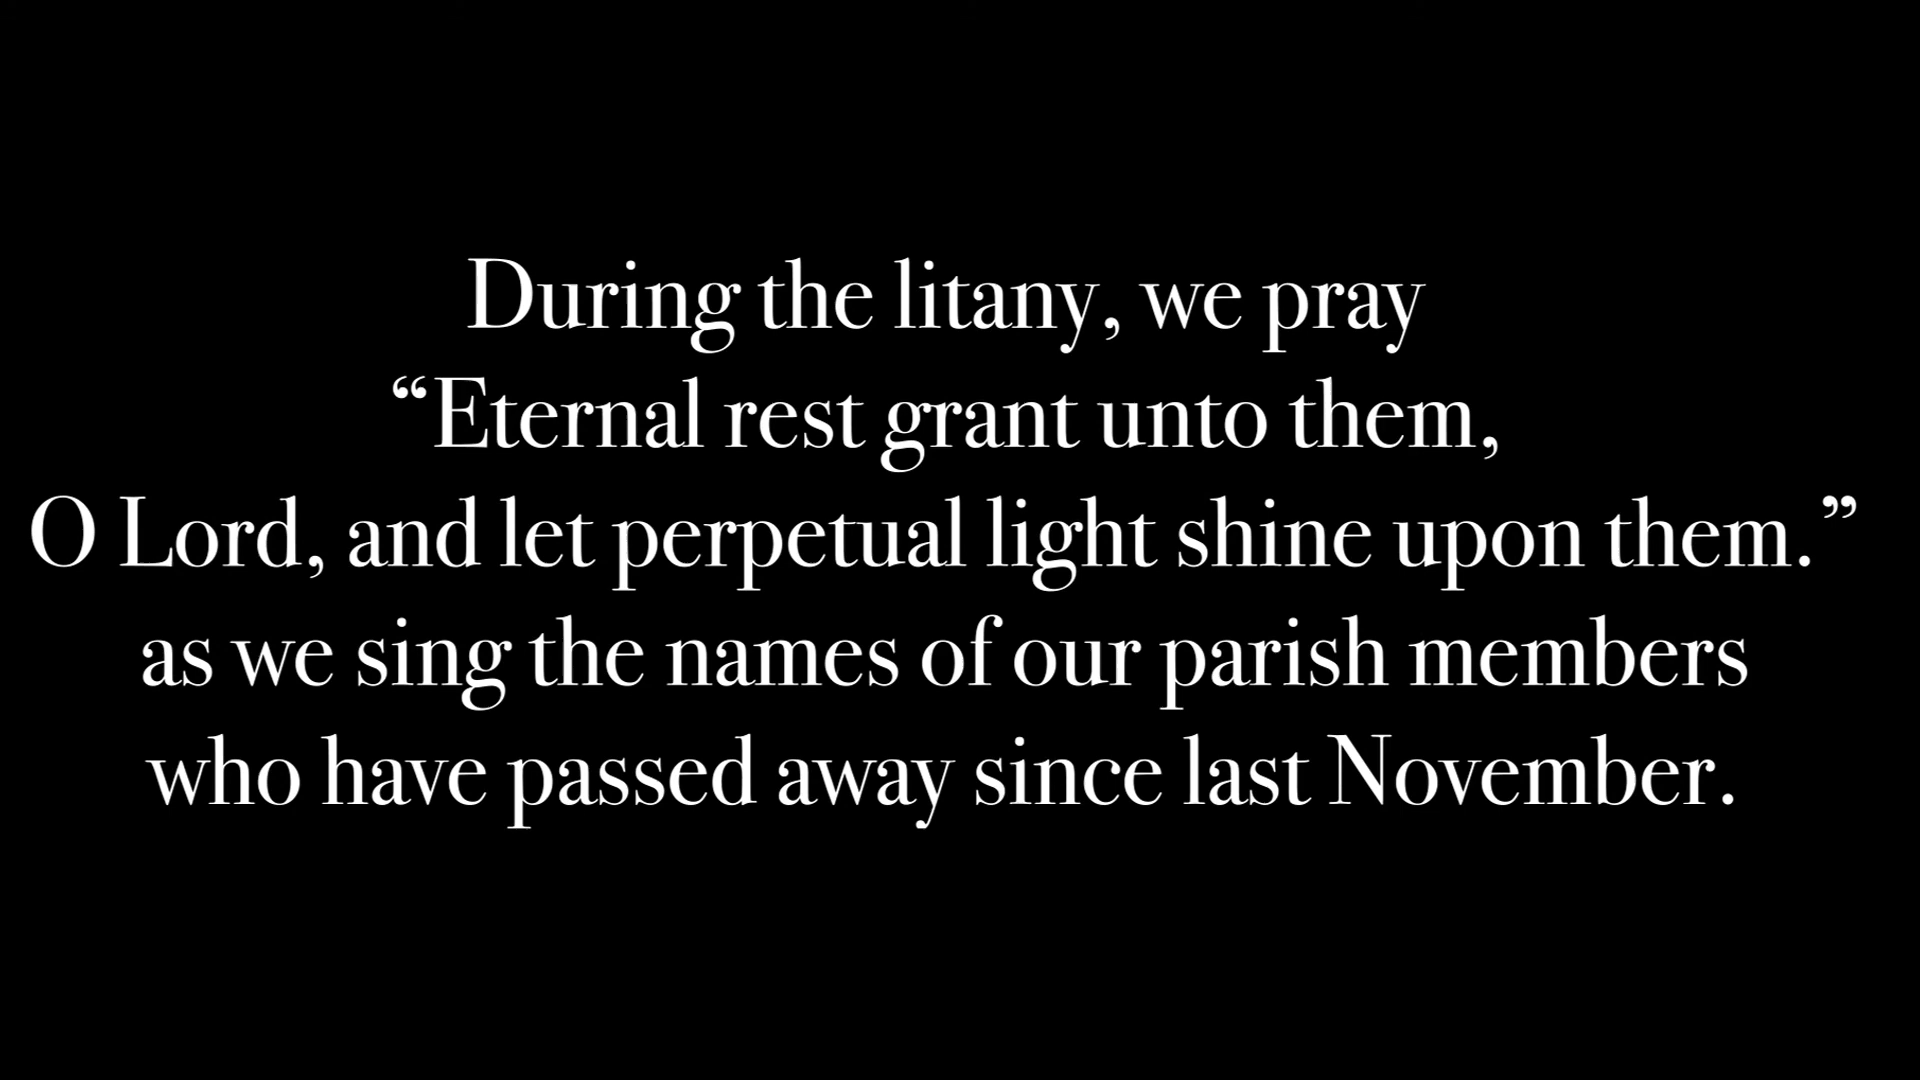 During the litany, we pray
“Eternal rest grant unto them,
O Lord, and let perpetual light shine upon them.”
as we sing the names of our parish members
who have passed away since last November.